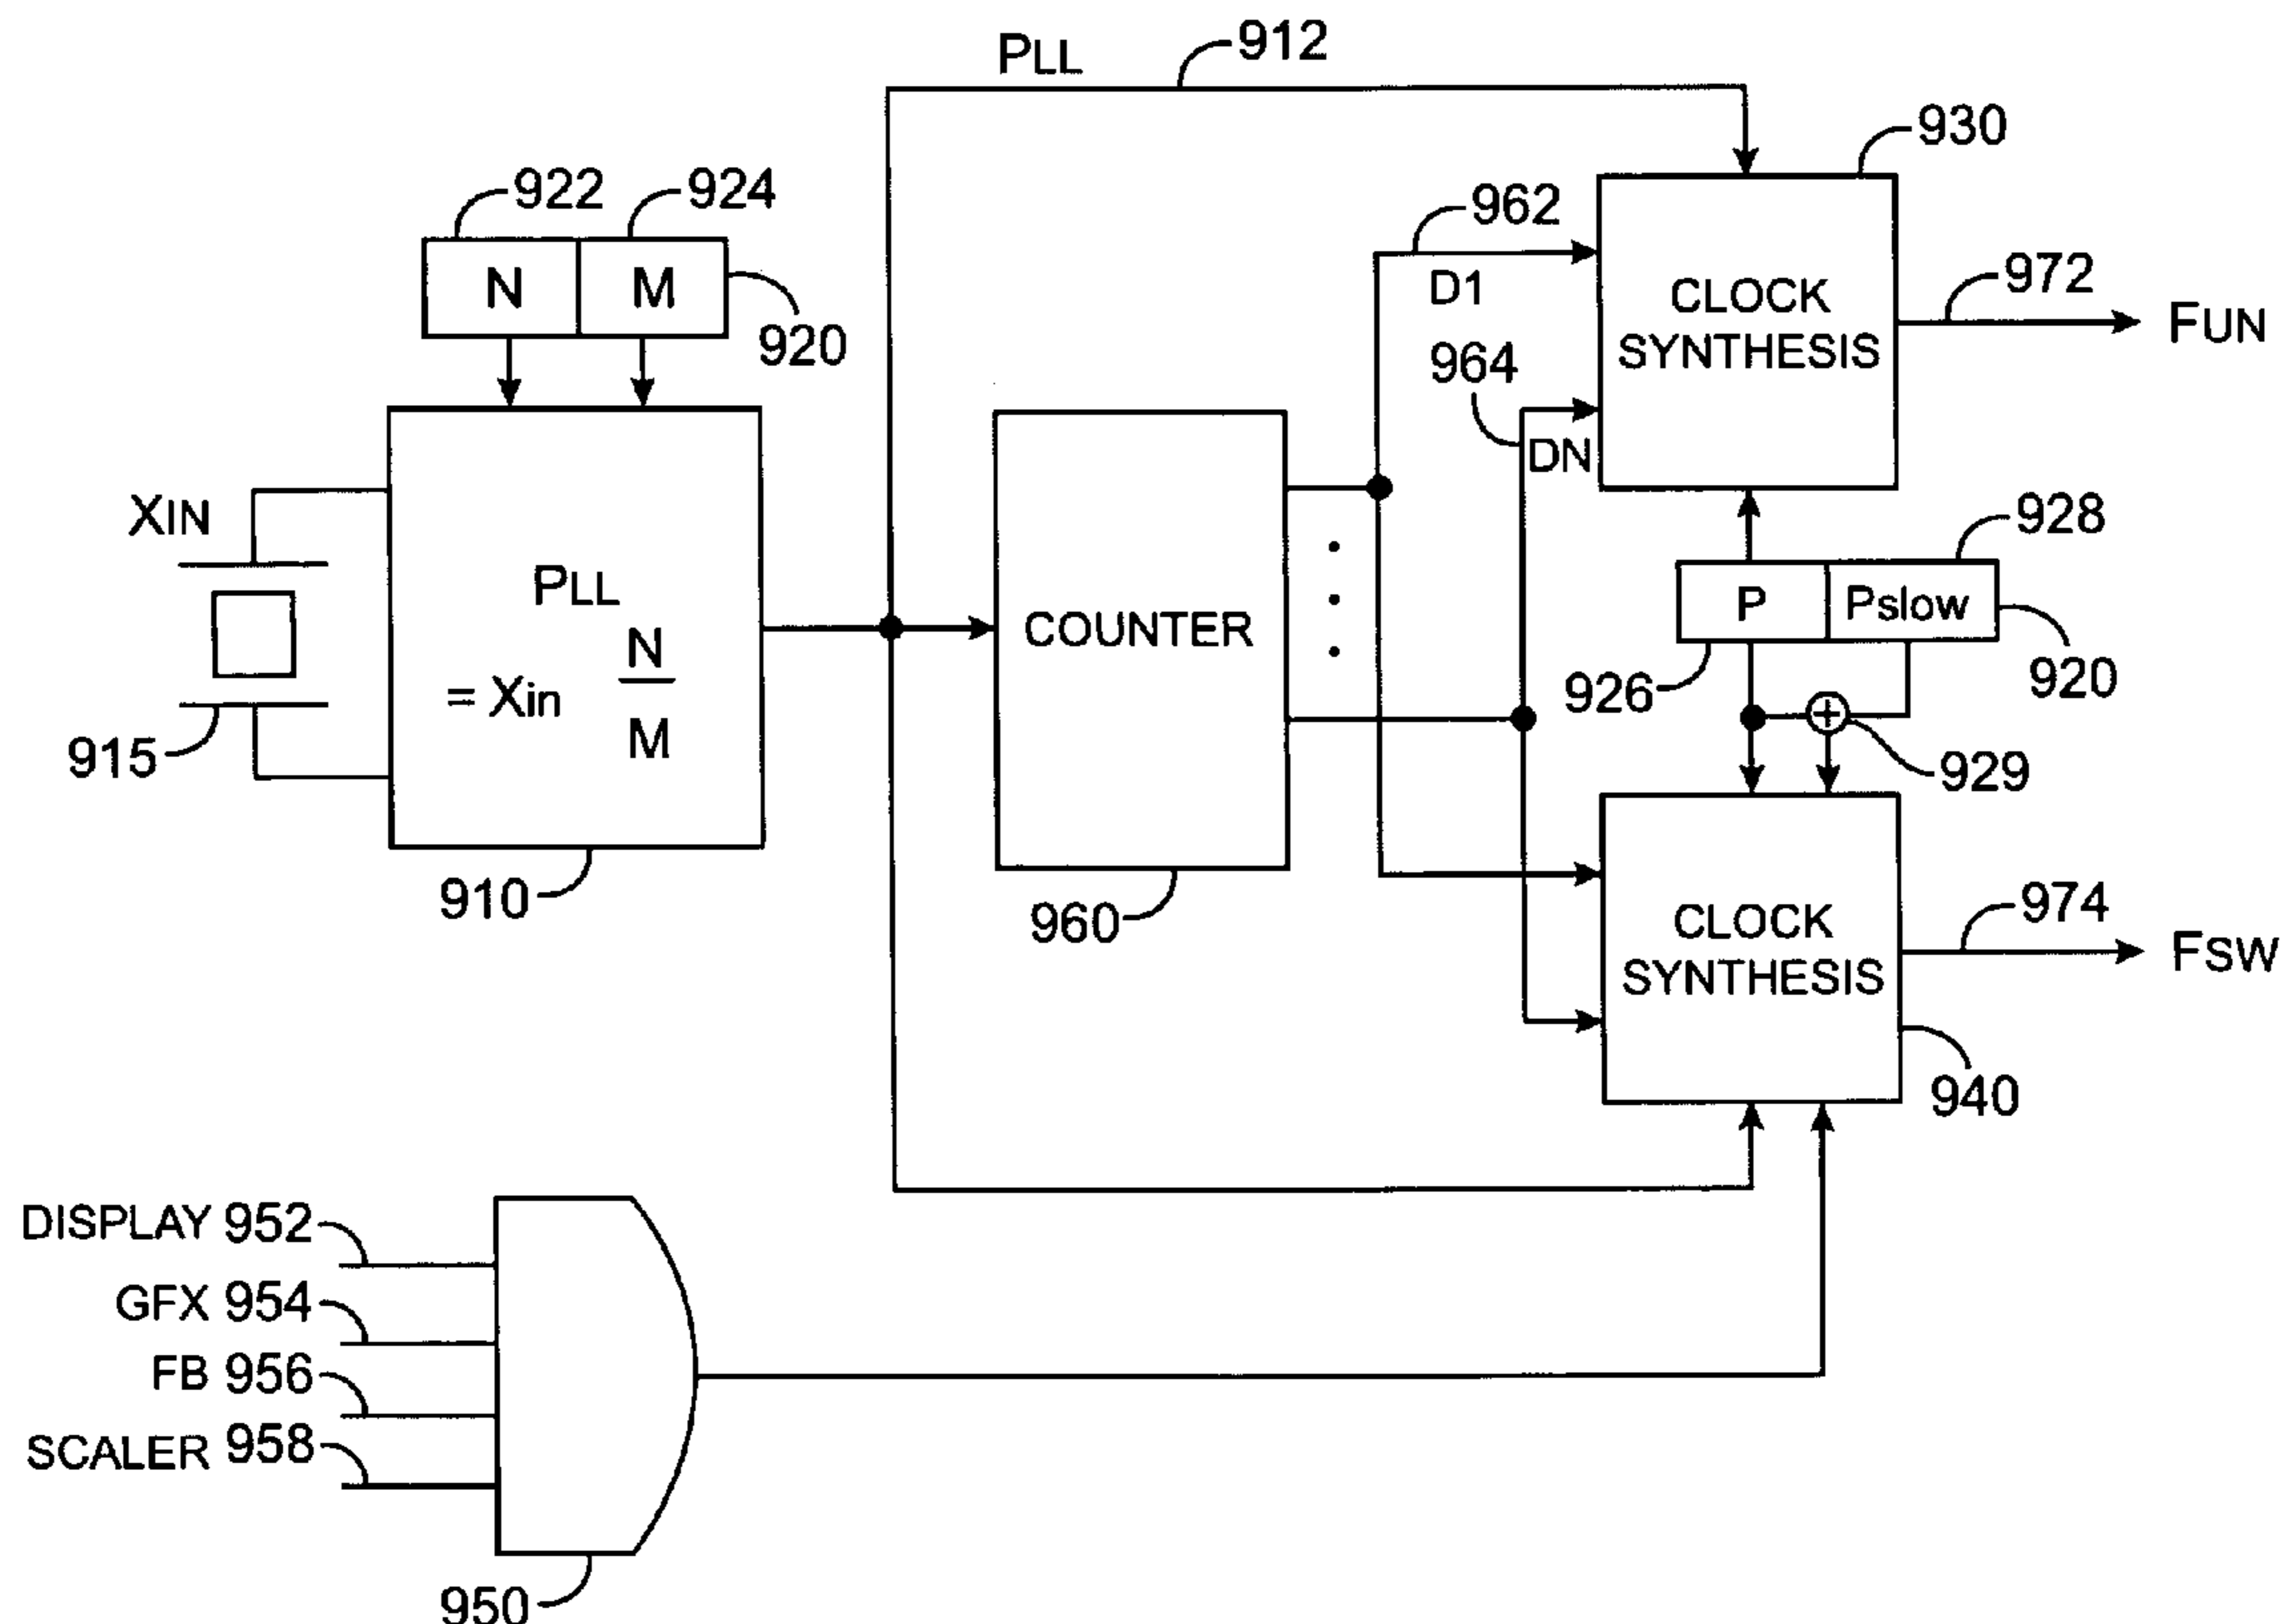 PLL
912
930
922
924
962
972
N
M
D1
CLOCK
SYNTHESIS
FUN
920
964
DN
XIN
928
PLL
N
= Xin
M
COUNTER
P
Pslow
926
920
915
929
910
960
CLOCK
SYNTHESIS
974
FSW
940
DISPLAY 952
GFX 954
FB 956
SCALER 958
950